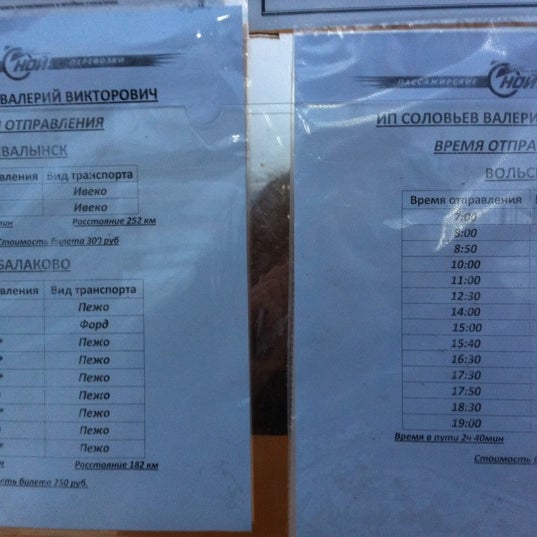 НОЙ ПЕРЕВОЗКИ
ВАЛЕРИЙ ВИКТОРОВИЧ
ОТПРАВЛЕНИЯ
ВАЛЫНСК
вления Вид транспорта
Ивеко
Ивеко
Расстояние 252 км
Стоимость билета 300 руб
БАЛАКОВО
вления Вид транспорта
Пежо
Форд
* Пежо
* Пежо
* Пежо
* Пежо
* Пежо
* Пежо
* Пежо
Расстояние 182 км
сть билета 250 руб.
ПАССАЖИРСКИЕ НОЙ
ИП СОЛОВЬЕВ ВАЛЕРИ
ВРЕМЯ ОТПРА
ВОЛЬС
Время отправления
7:00
8:00
8:50
10:00
11:00
12:30
14:00
15:00
15:40
16:30
17:30
17:50
18:30
19:00
Время в пути 2ч 40мин
Стоимость б